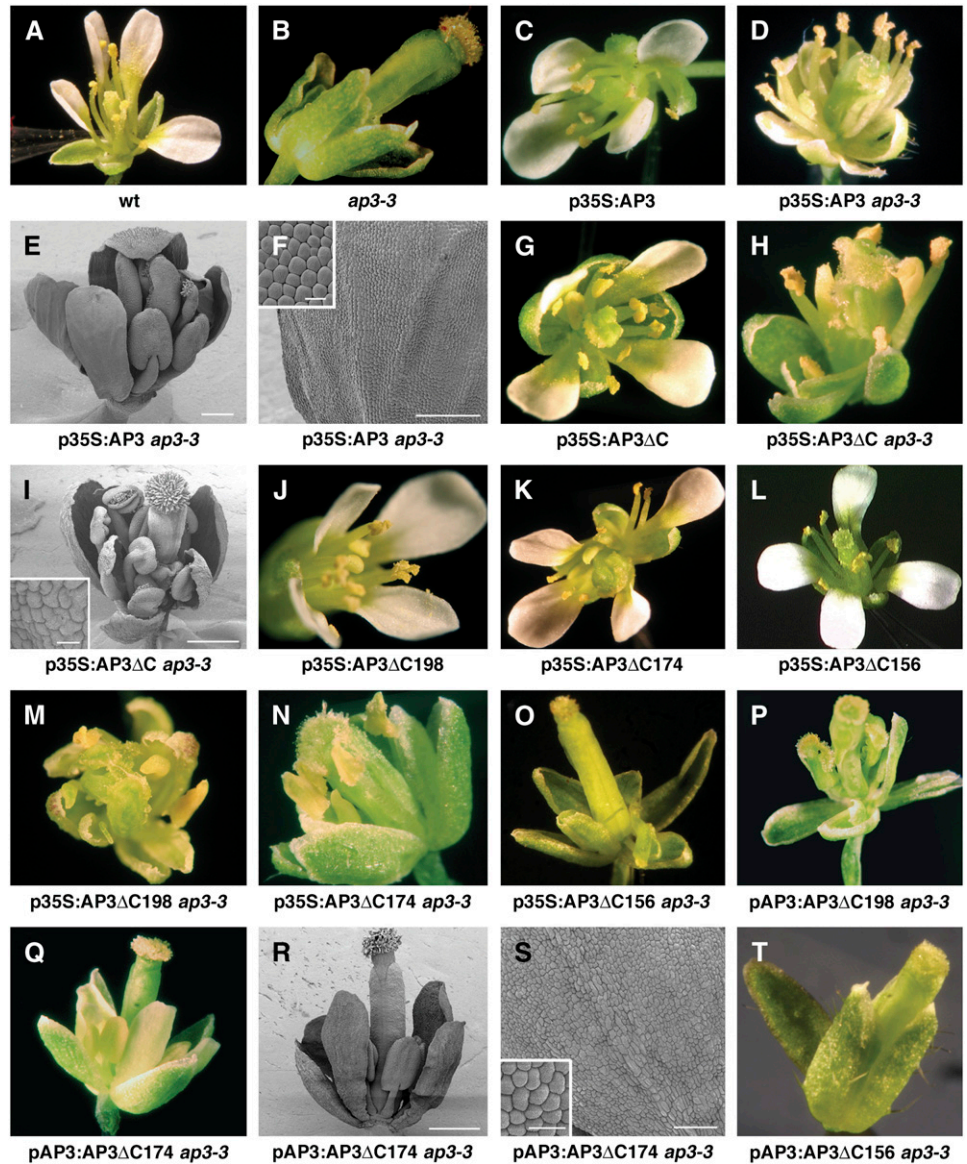 A
B
C
D
wt
ap3-3
p35S:AP3
p35S:AP3 ap3-3
E
F
G
H
p35S:AP3 ap3-3
p35S:AP3 ap3-3
p35S:AP3ΔC
p35S:AP3ΔC ap3-3
I
J
K
L
p35S:AP3ΔC ap3-3
p35S:AP3ΔC198
p35S:AP3ΔC174
p35S:AP3ΔC156
M
N
O
P
p35S:AP3ΔC198 ap3-3
p35S:AP3ΔC174 ap3-3
p35S:AP3ΔC156 ap3-3
pAP3:AP3ΔC198 ap3-3
Q
R
S
T
pAP3:AP3ΔC174 ap3-3
pAP3:AP3ΔC174 ap3-3
pAP3:AP3ΔC174 ap3-3
pAP3:AP3ΔC156 ap3-3